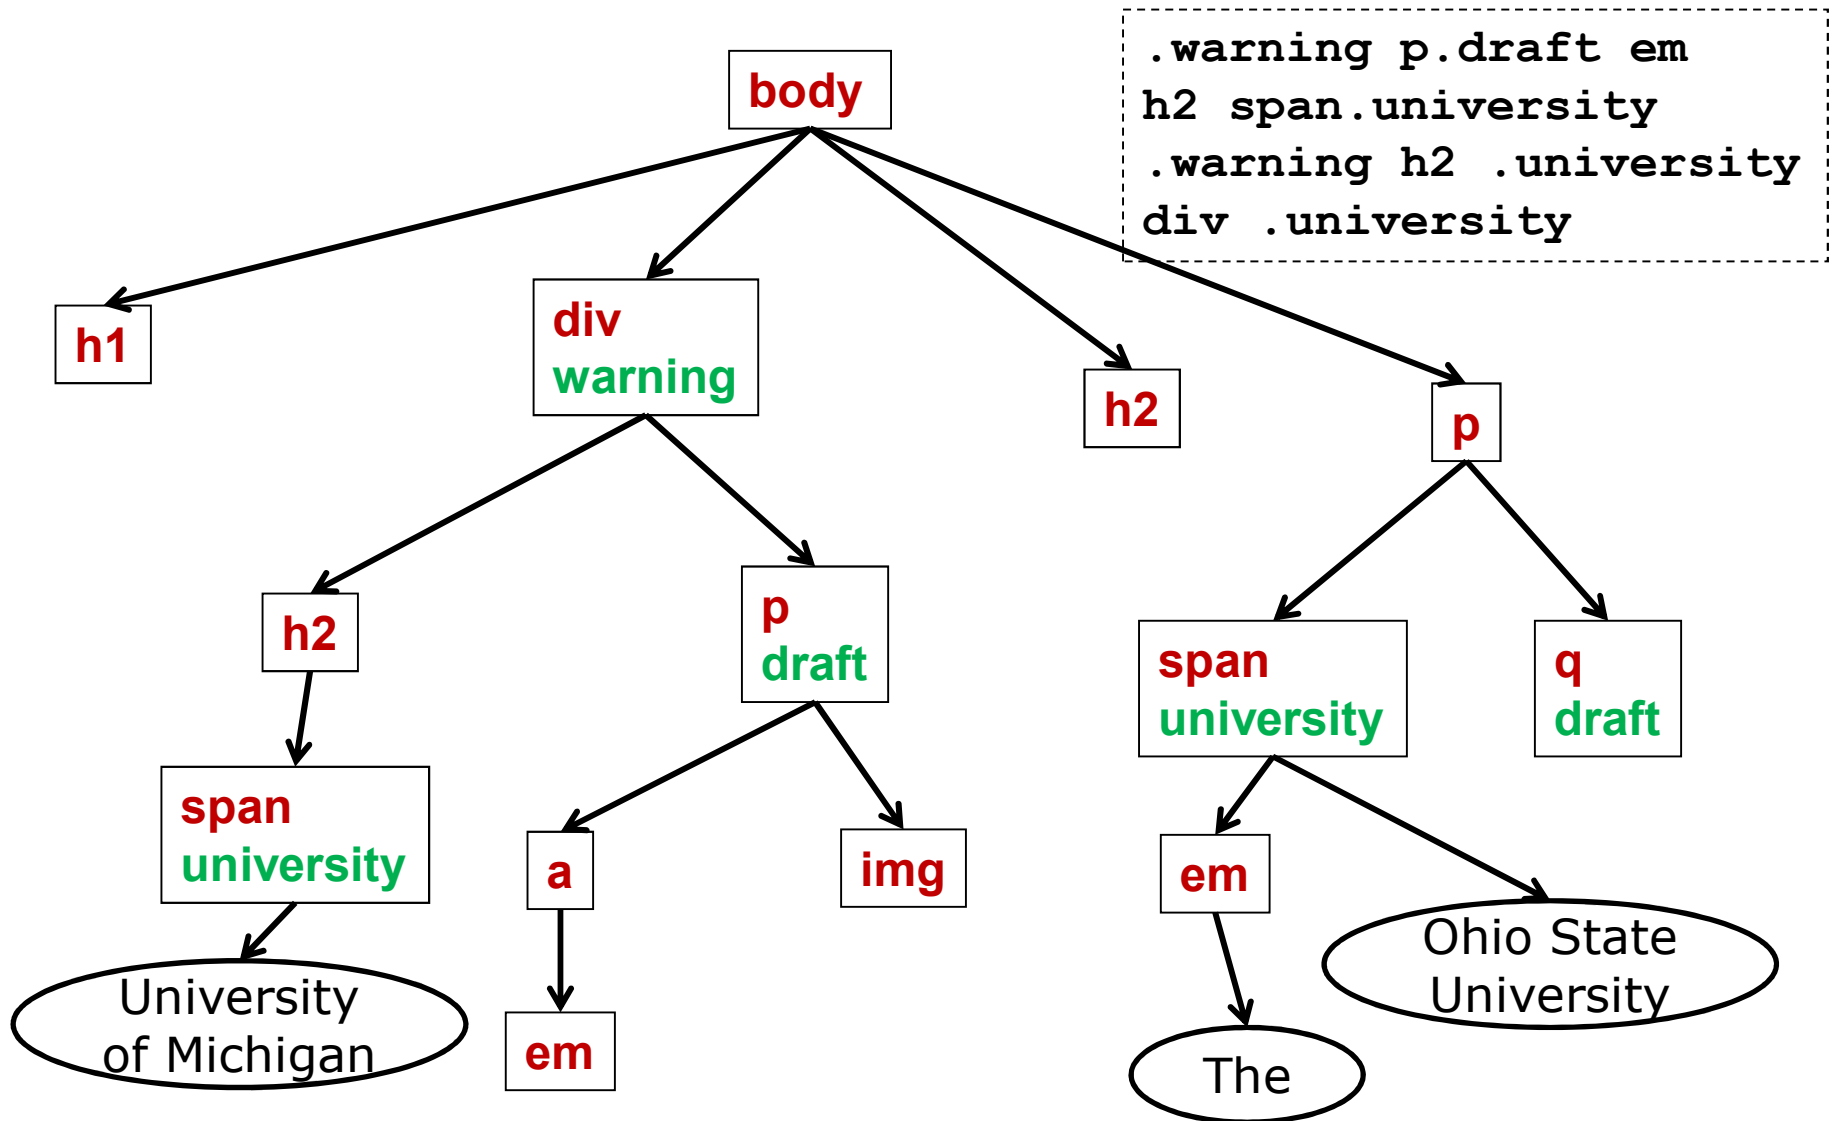 .warning p.draft em
h2 span.university
.warning h2 .university
div .university
body
h1
div
warning
h2
p
h2
p
draft
span
university
q
draft
span
university
a
img
em
University
of Michigan
em
Ohio State
University
The